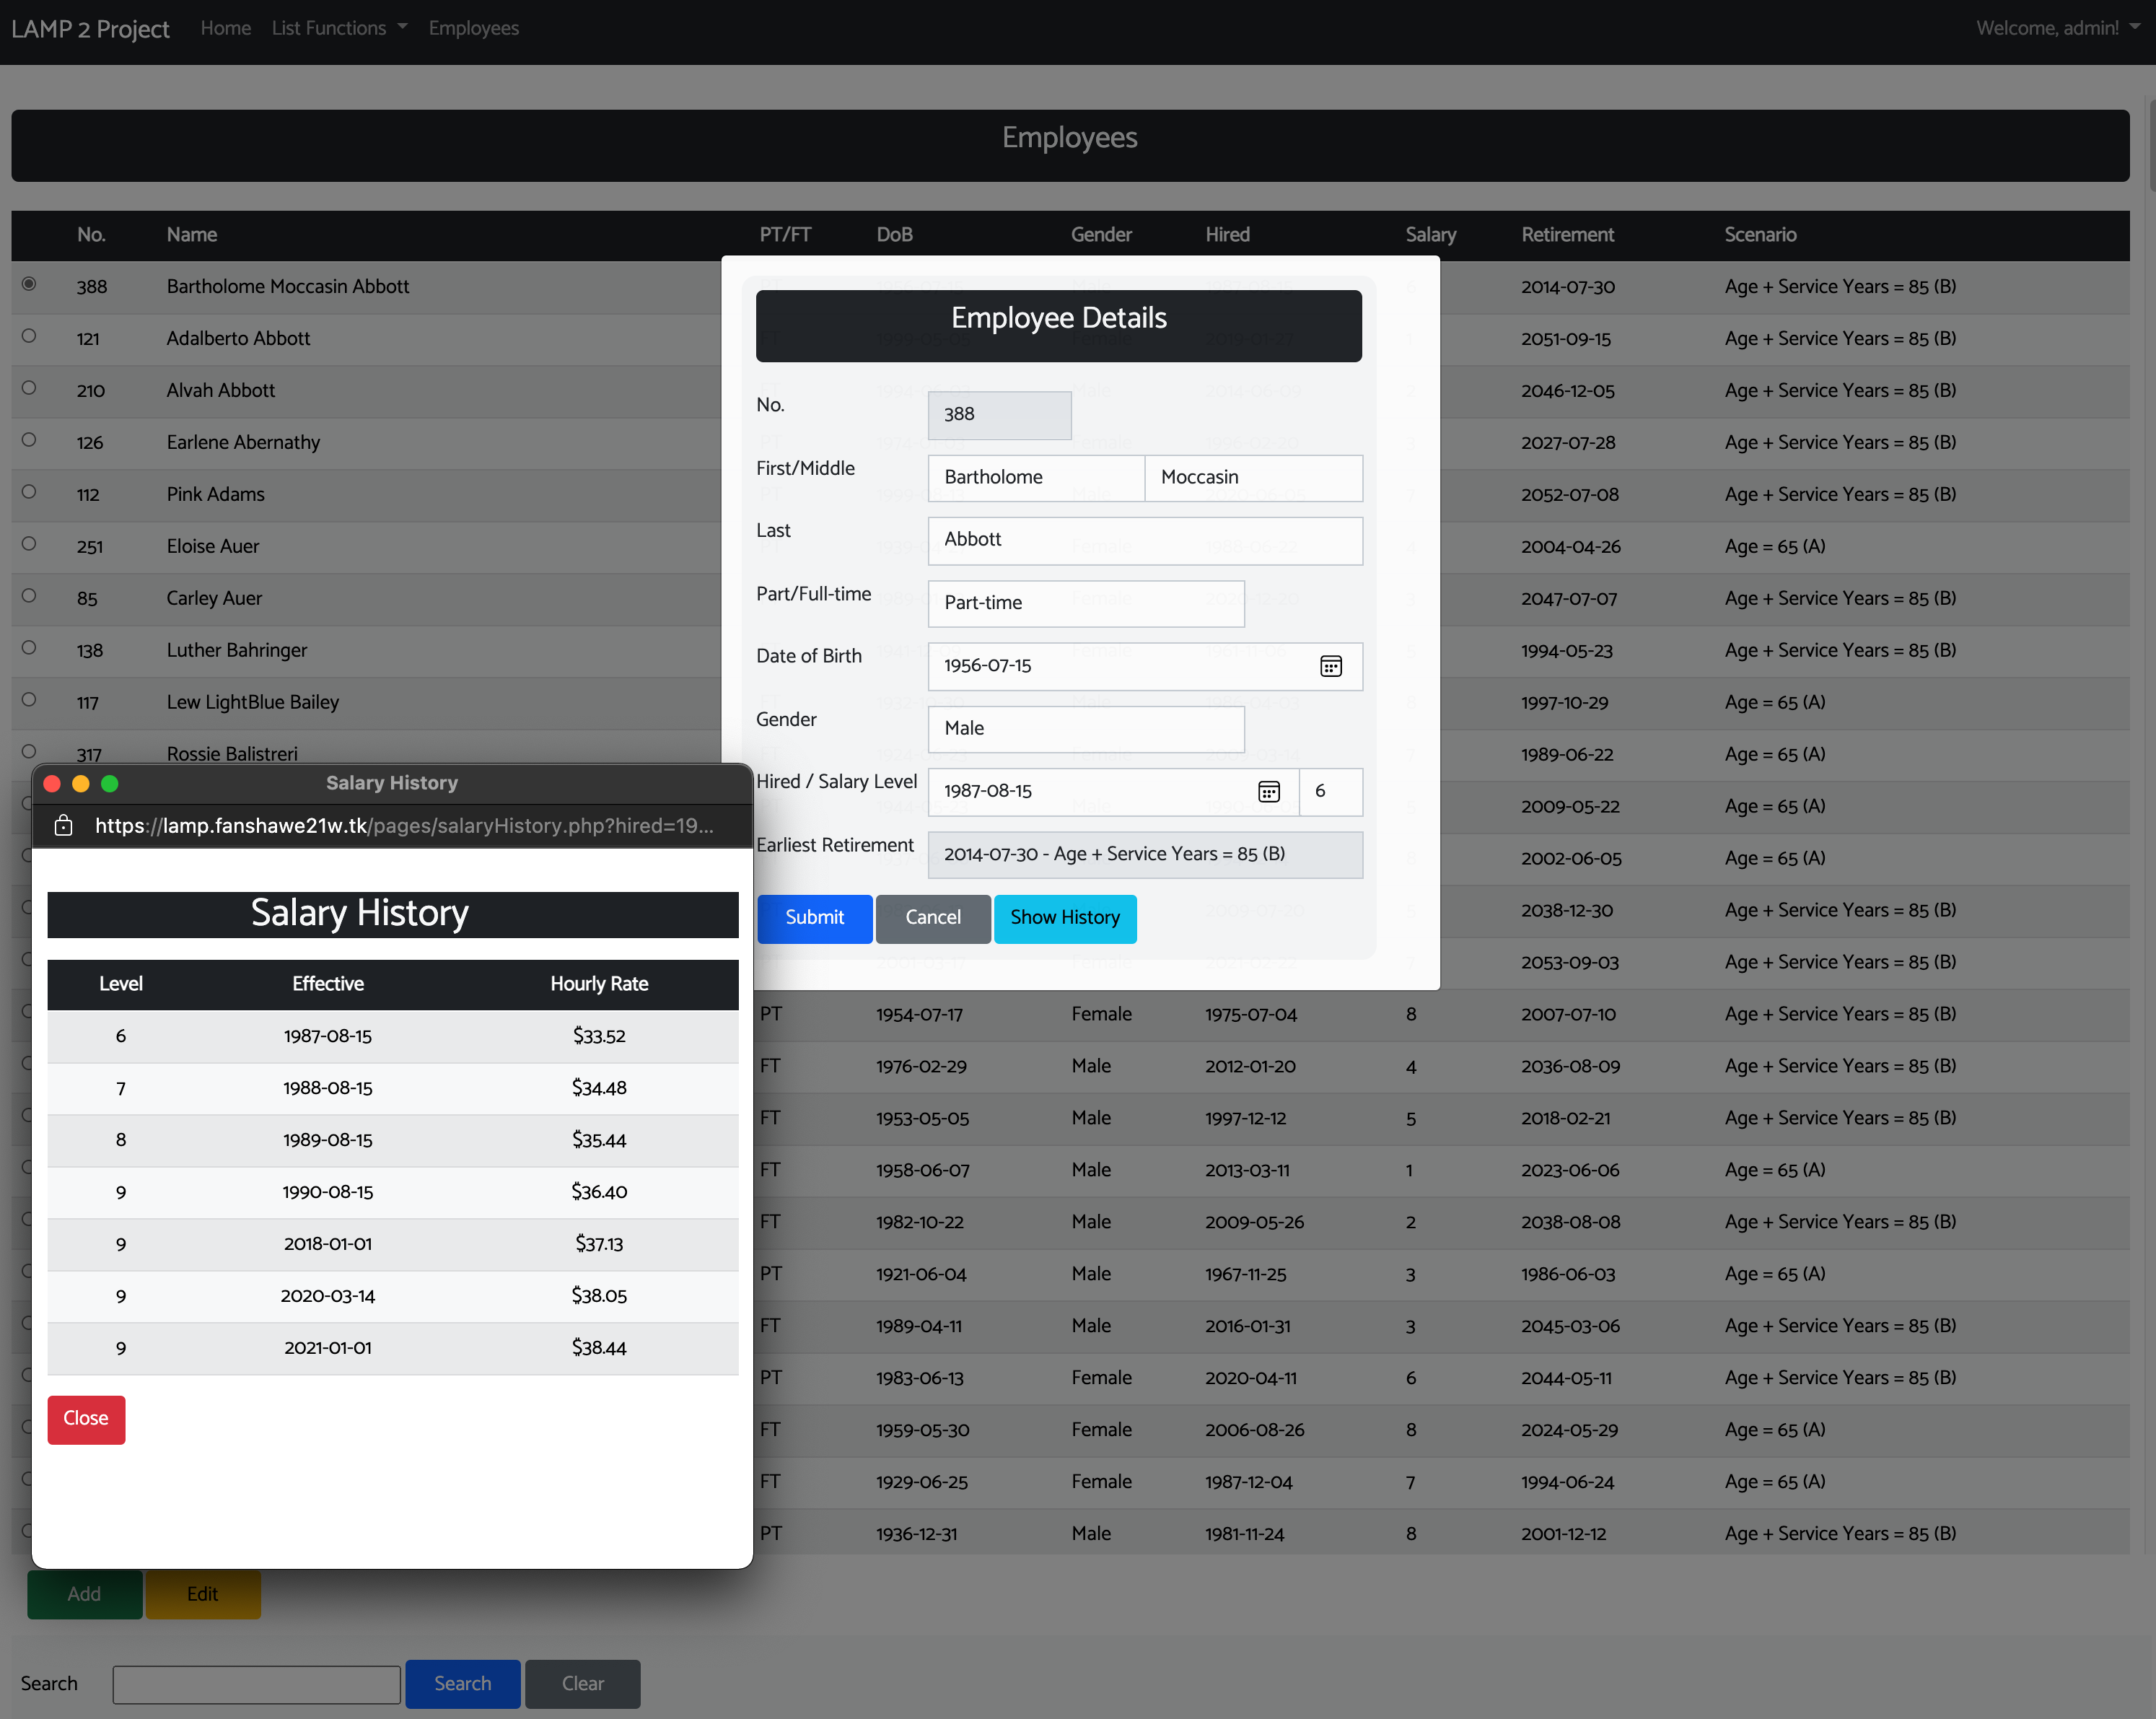 LAMP 2 Project Home List Functions Employees Welcome, admin!
Employees
No. Name PT/FT DoB Gender Hired Salary Retirement Scenario
388 Bartholome Moccasin Abbott 2014-07-30 Age + Service Years = 85 (B)
121 Adalberto Abbott 2051-09-15 Age + Service Years = 85 (B)
210 Alvah Abbott 2046-12-05 Age + Service Years = 85 (B)
126 Earlene Abernathy 2027-07-28 Age + Service Years = 85 (B)
112 Pink Adams 2052-07-08 Age + Service Years = 85 (B)
251 Eloise Auer 2004-04-26 Age = 65 (A)
85 Carley Auer 2047-07-07 Age + Service Years = 85 (B)
138 Luther Bahringer 1994-05-23 Age + Service Years = 85 (B)
117 Lew LightBlue Bailey 1997-10-29 Age = 65 (A)
317 Rossie Balistreri 1989-06-22 Age = 65 (A)
2009-05-22 Age = 65 (A)
2002-06-05 Age = 65 (A)
2038-12-30 Age + Service Years = 85 (B)
2053-09-03 Age + Service Years = 85 (B)
PT 1954-07-17 Female 1975-07-04 8 2007-07-10 Age + Service Years = 85 (B)
FT 1976-02-29 Male 2012-01-20 4 2036-08-09 Age + Service Years = 85 (B)
FT 1953-05-05 Male 1997-12-12 5 2018-02-21 Age + Service Years = 85 (B)
FT 1958-06-07 Male 2013-03-11 1 2023-06-06 Age = 65 (A)
FT 1982-10-22 Male 2009-05-26 2 2038-08-08 Age + Service Years = 85 (B)
PT 1921-06-04 Male 1967-11-25 3 1986-06-03 Age = 65 (A)
FT 1989-04-11 Male 2016-01-31 3 2045-03-06 Age + Service Years = 85 (B)
PT 1983-06-13 Female 2020-04-11 6 2044-05-11 Age + Service Years = 85 (B)
FT 1959-05-30 Female 2006-08-26 8 2024-05-29 Age = 65 (A)
FT 1929-06-25 Female 1987-12-04 7 1994-06-24 Age = 65 (A)
PT 1936-12-31 Male 1981-11-24 8 2001-12-12 Age + Service Years = 85 (B)
Employee Details
No. 388
First/Middle Bartholome Moccasin
Last Abbott
Part/Full-time Part-time
Date of Birth 1956-07-15
Gender Male
Hired / Salary Level 1987-08-15 6
Earliest Retirement 2014-07-30 - Age + Service Years = 85 (B)
Submit Cancel Show History
Salary History
https://lamp.fanshawe21w.tk/pages/salaryHistory.php?hired=19...
Salary History
Level Effective Hourly Rate
6 1987-08-15 $33.52
7 1988-08-15 $34.48
8 1989-08-15 $35.44
9 1990-08-15 $36.40
9 2018-01-01 $37.13
9 2020-03-14 $38.05
9 2021-01-01 $38.44
Close
Add Edit
Search Search Clear